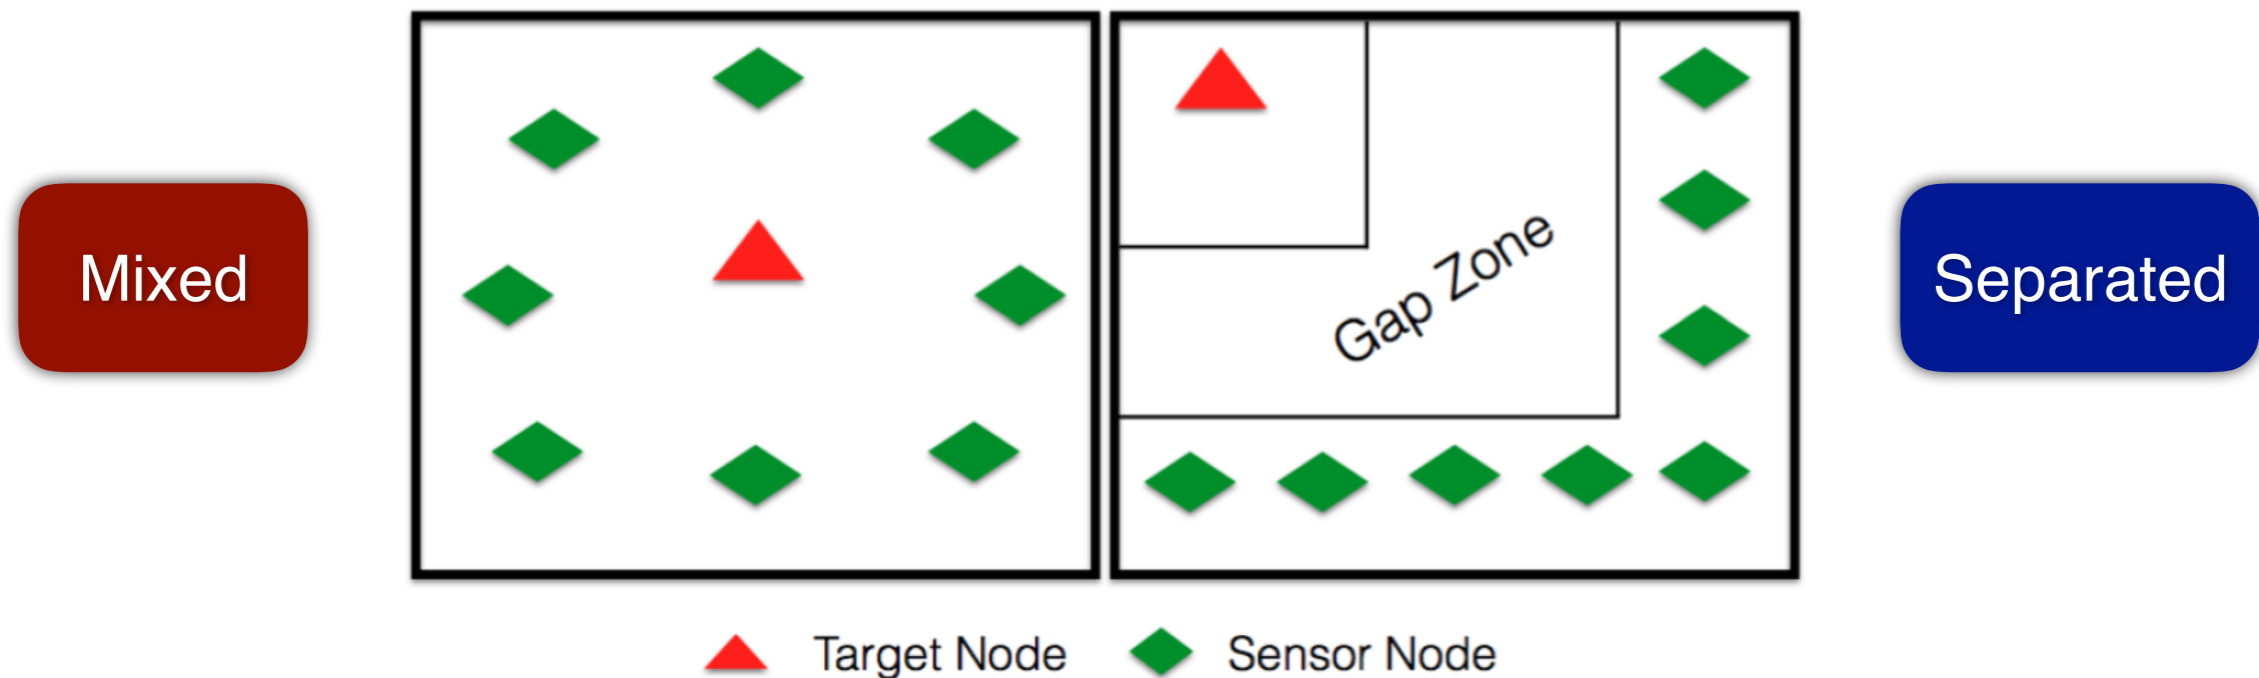 Mixed
Gap Zone
Separated
Target Node
Sensor Node